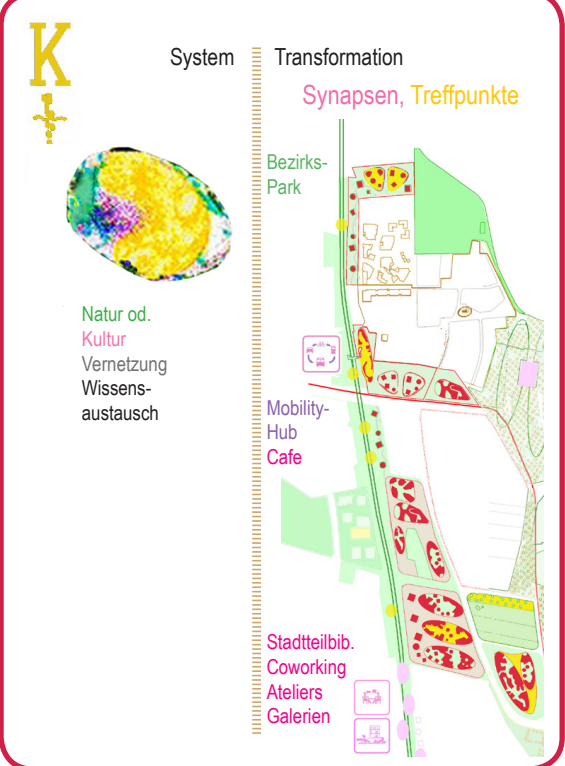 K
System
Transformation
Synapsen, Treffpunkte
Bezirks-
Park
Natur od.
Kultur
Vernetzung
Wissens-
austausch
Mobility-
Hub
Cafe
Stadtteilbib.
Coworking
Ateliers
Galerien